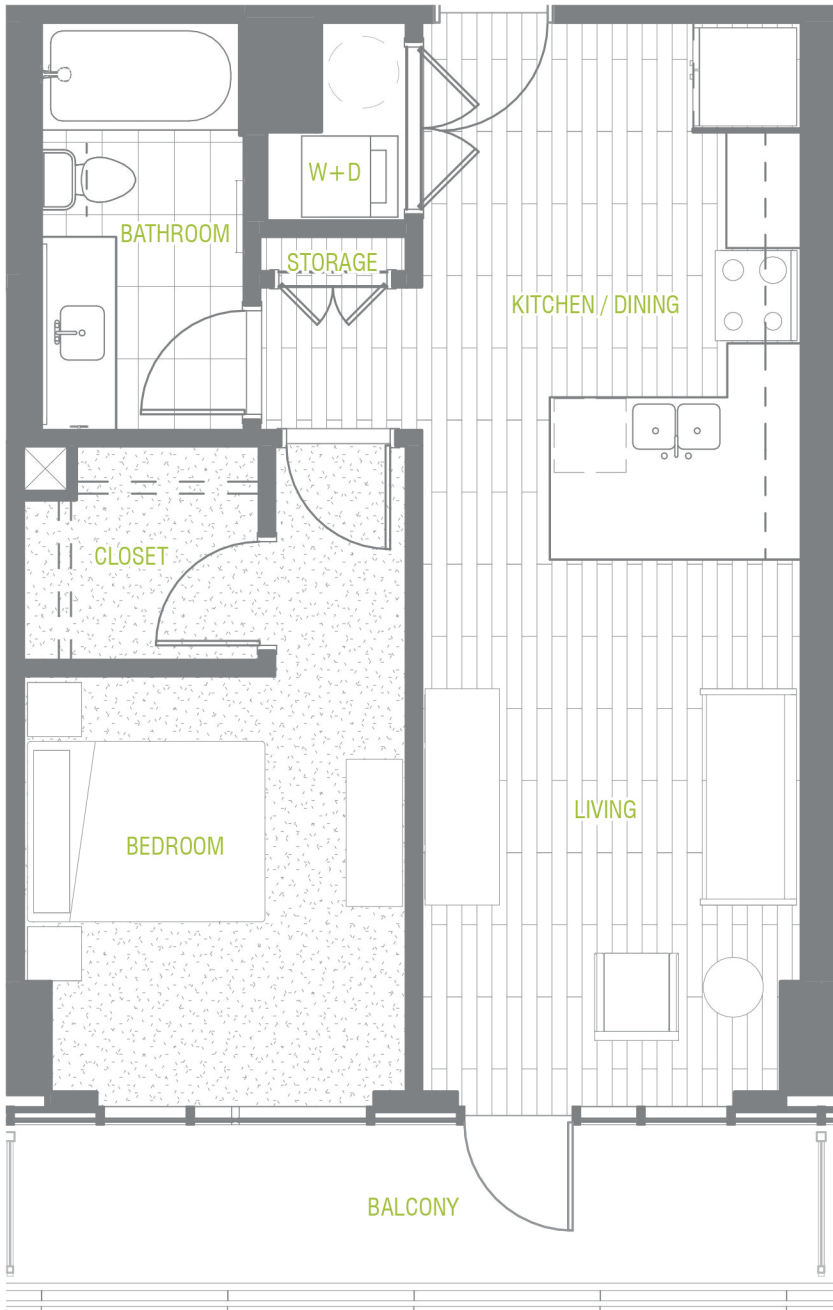 W+D
BATHROOM
STORAGE
KITCHEN / DINING
CLOSET
LIVING
BEDROOM
BALCONY